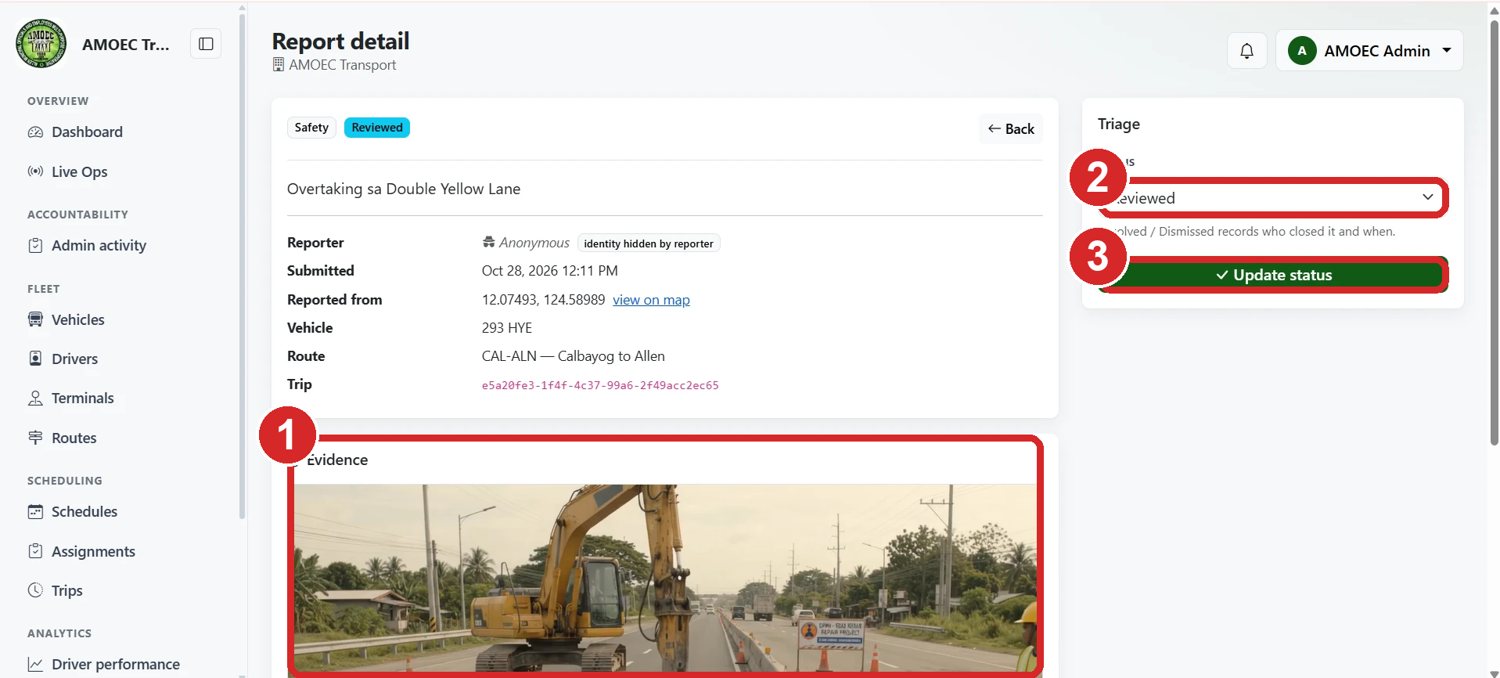 AMOEC Tr...
OVERVIEW
Dashboard
Live Ops
ACCOUNTABILITY
Admin activity
FLEET
Vehicles
Drivers
Terminals
Routes
SCHEDULING
Schedules
Assignments
Trips
ANALYTICS
Driver performance
Report detail
AMOEC Transport
A AMOEC Admin
Safety Reviewed
← Back
Overtaking sa Double Yellow Lane
Reporter Anonymous identity hidden by reporter
Submitted Oct 28, 2026 12:11 PM
Reported from 12.07493, 124.58989 view on map
Vehicle 293 HYE
Route CAL-ALN — Calbayog to Allen
Trip e5a20fe3-1f4f-4c37-99a6-2f49acc2ec65
1
Evidence
REPAIR PROJECT
Triage
us
2
eviewed
olved / Dismissed records who closed it and when.
3
✓ Update status